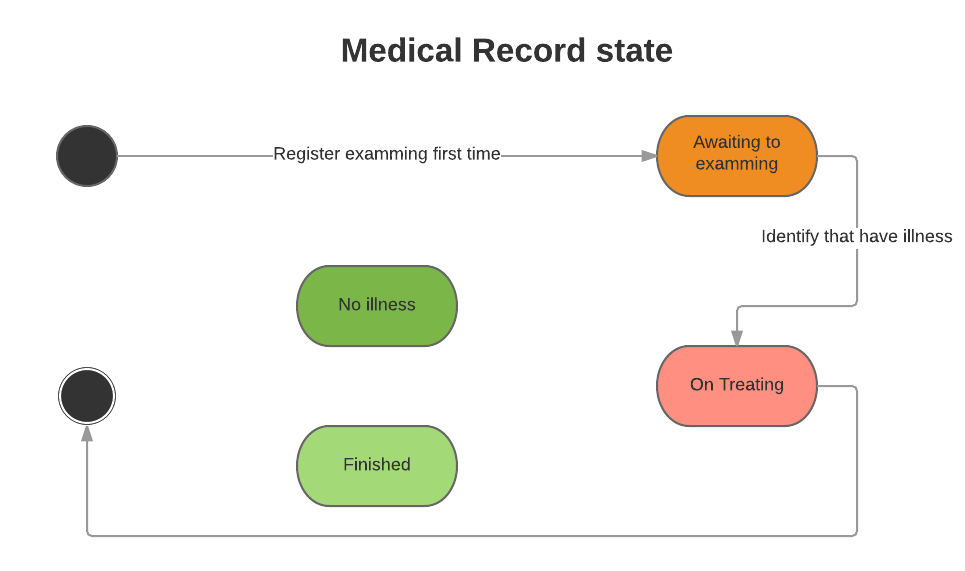 Medical Record state
Register examming first time
Awaiting to
examming
Identify that have illness
No illness
On Treating
Finished